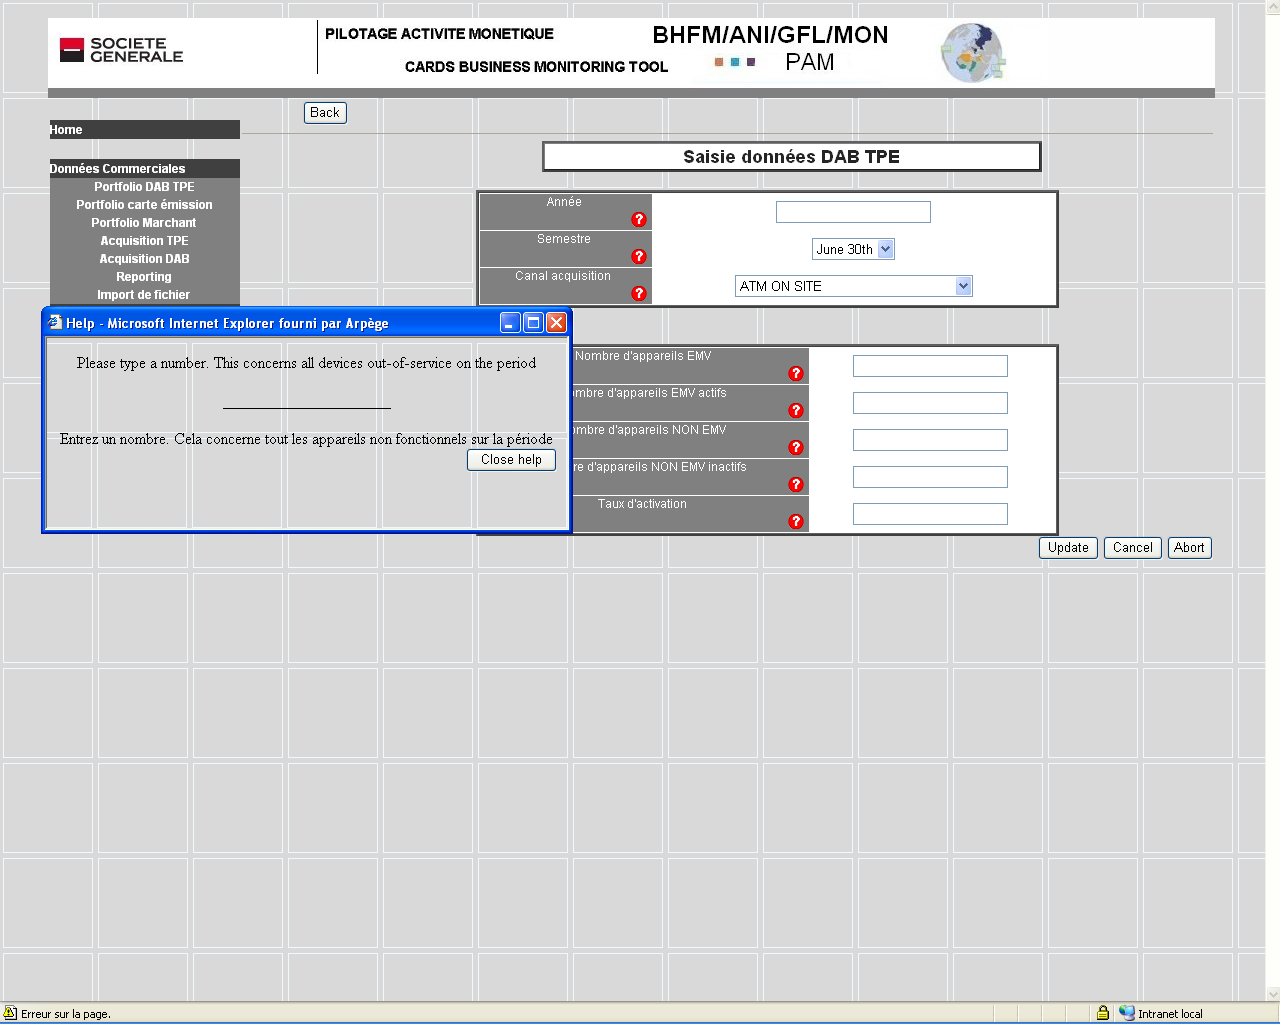 SOCIETE
GENERALE
PILOTAGE ACTIVITE MONETIQUE
CARDS BUSINESS MONITORING TOOL
BHFM/ANI/GFL/MON
PAM
Back
Home
Données Commerciales
Portfolio DAB TPE
Portfolio carte émission
Portfolio Marchant
Acquisition TPE
Acquisition DAB
Reporting
Import de fichier
Saisie données DAB TPE
Année
?
Semestre
?
June 30th
Canal acquisition
?
ATM ON SITE
Help - Microsoft Internet Explorer fourni par Arpège
Please type a number. This concerns all devices out-of-service on the period
Entrez un nombre. Cela concerne tout les appareils non fonctionnels sur la période
Close help
Nombre d'appareils EMV
?
ombre d'appareils EMV actifs
?
ombre d'appareils NON EMV
?
re d'appareils NON EMV inactifs
?
Taux d'activation
?
Update Cancel Abort
Erreur sur la page.
Intranet local